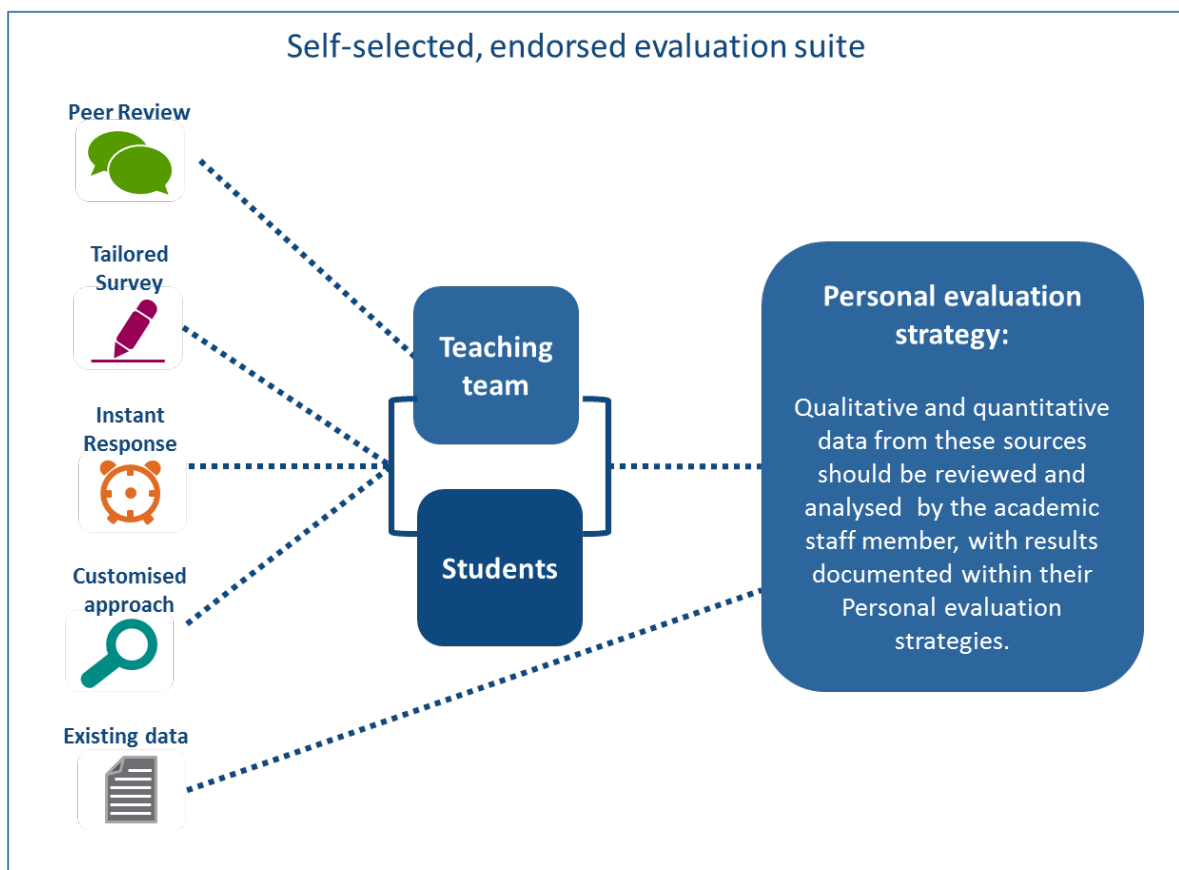 Self-selected, endorsed evaluation suite
Peer Review
Tailored
Survey
Instant
Response
Customised
approach
Existing data
Teaching
team
Students
Personal evaluation
strategy:
Qualitative and quantitative
data from these sources
should be reviewed and
analysed  by the academic
staff member, with results
documented within their
Personal evaluation
strategies.